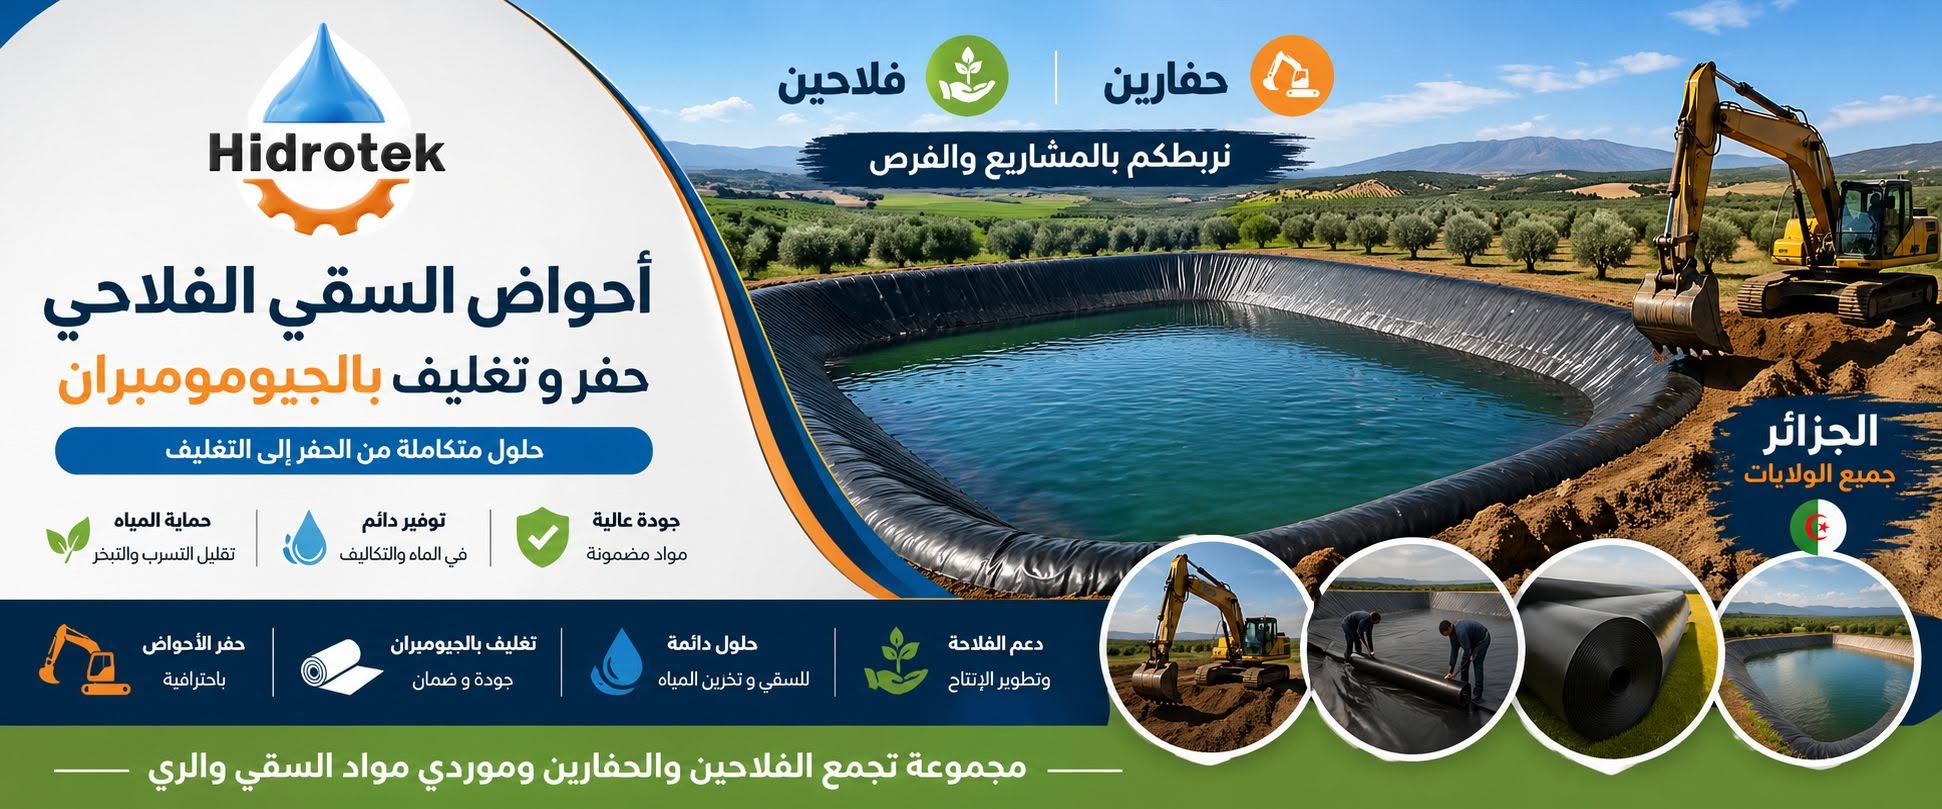 Hidrotek
أحواض السقي الفلاحي
حفر و تغليف بالجيومومبران
حلول متكاملة من الحفر إلى التغليف
جودة عالية
مواد مضمونة
توفير دائم
في الماء والتكاليف
حماية المياه
تقليل التسرب والتبخر
حفارين
فلاحين
نربطكم بالمشاريع والفرص
الجزائر
جميع الولايات
دعم الفلاحة
وتطوير الإنتاج
حلول دائمة
للسقي و تخزين المياه
تغليف بالجيومبران
جودة و ضمان
حفر الأحواض
باحترافية
مجموعة تجمع الفلاحين والحفارين وموردي مواد السقي والري